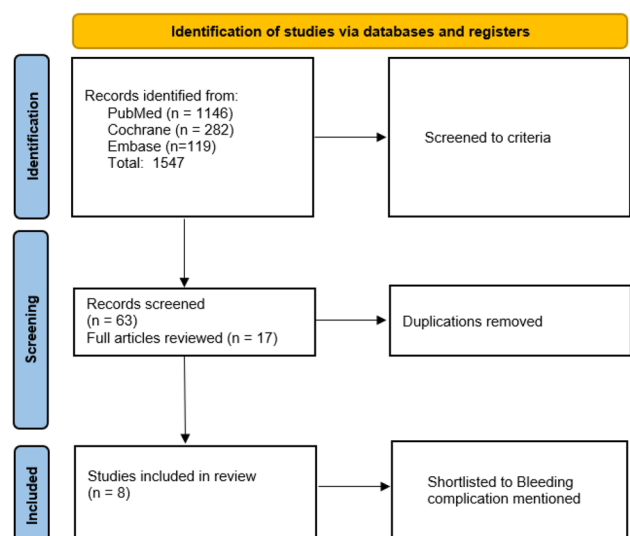 Identification of studies via databases and registers
Identification
Records identified from:
PubMed (n = 1146)
Cochrane (n = 282)
Embase (n=119)
Total: 1547
Screened to criteria
Screening
Records screened
(n = 63)
Full articles reviewed (n = 17)
Duplications removed
Included
Studies included in review
(n = 8)
Shortlisted to Bleeding
complication mentioned